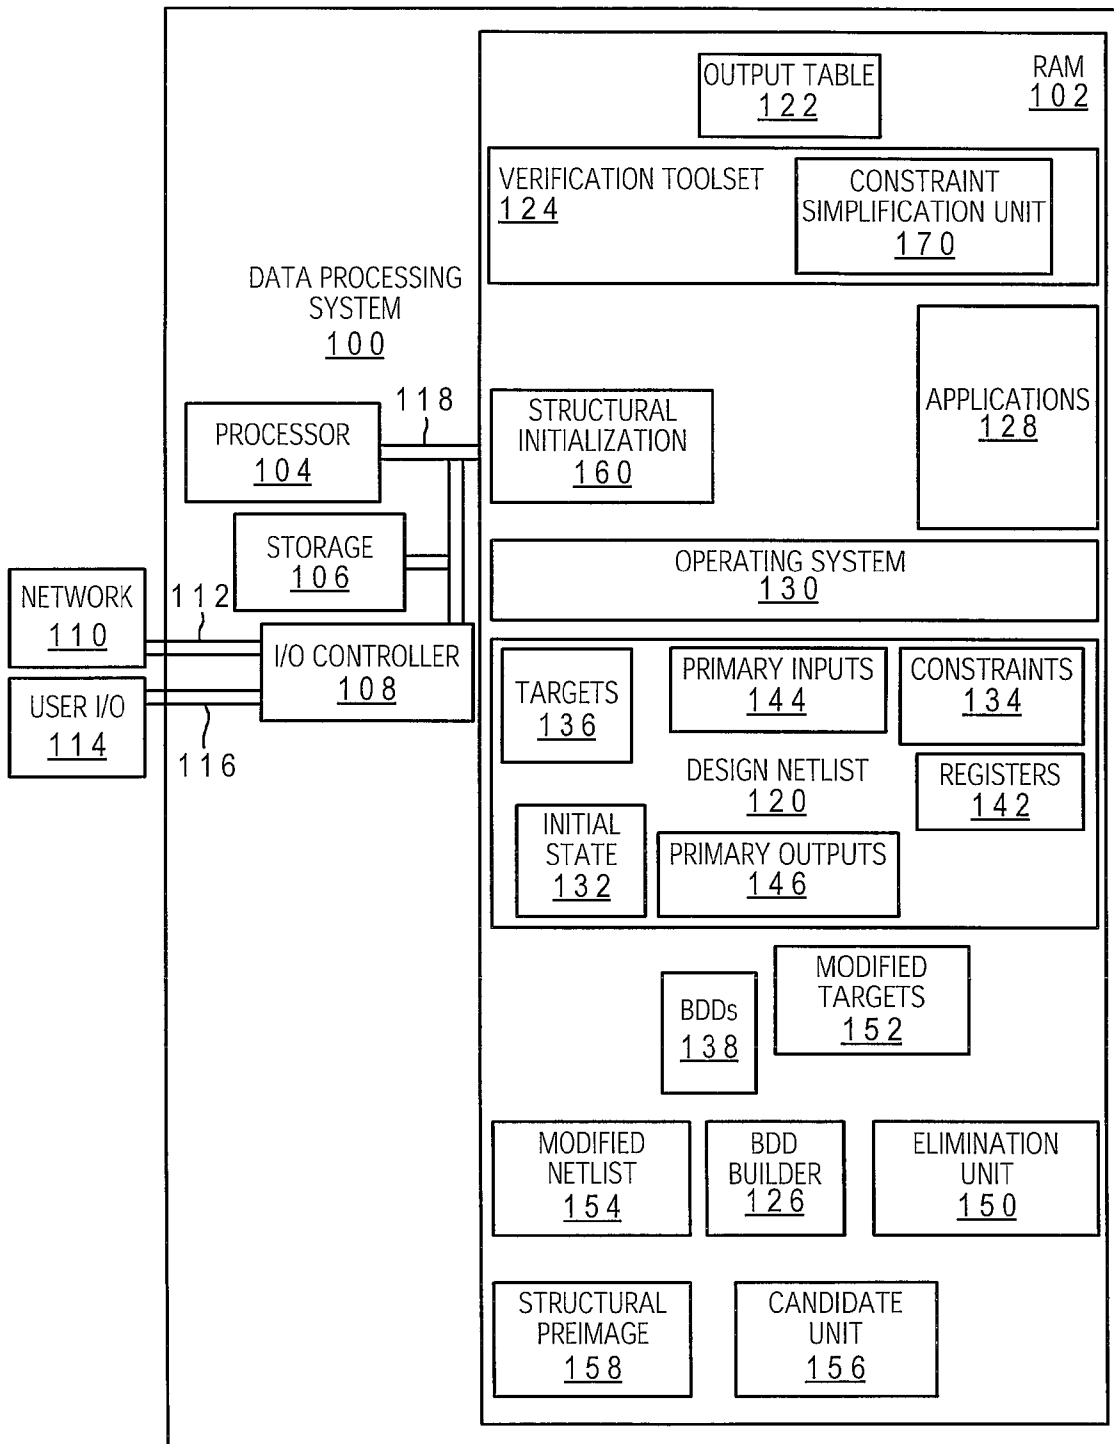 OUTPUT TABLE
122
RAM
102
VERIFICATION TOOLSET
124
CONSTRAINT
SIMPLIFICATION UNIT
170
DATA PROCESSING
SYSTEM
100
APPLICATIONS
128
118
PROCESSOR
104
STRUCTURAL
INITIALIZATION
160
STORAGE
106
OPERATING SYSTEM
130
NETWORK
110
112
I/O CONTROLLER
108
USER I/O
114
116
TARGETS
136
PRIMARY INPUTS
144
CONSTRAINTS
134
DESIGN NETLIST
120
REGISTERS
142
INITIAL
STATE
132
PRIMARY OUTPUTS
146
BDDs
138
MODIFIED
TARGETS
152
MODIFIED
NETLIST
154
BDD
BUILDER
126
ELIMINATION
UNIT
150
STRUCTURAL
PREIMAGE
158
CANDIDATE
UNIT
156